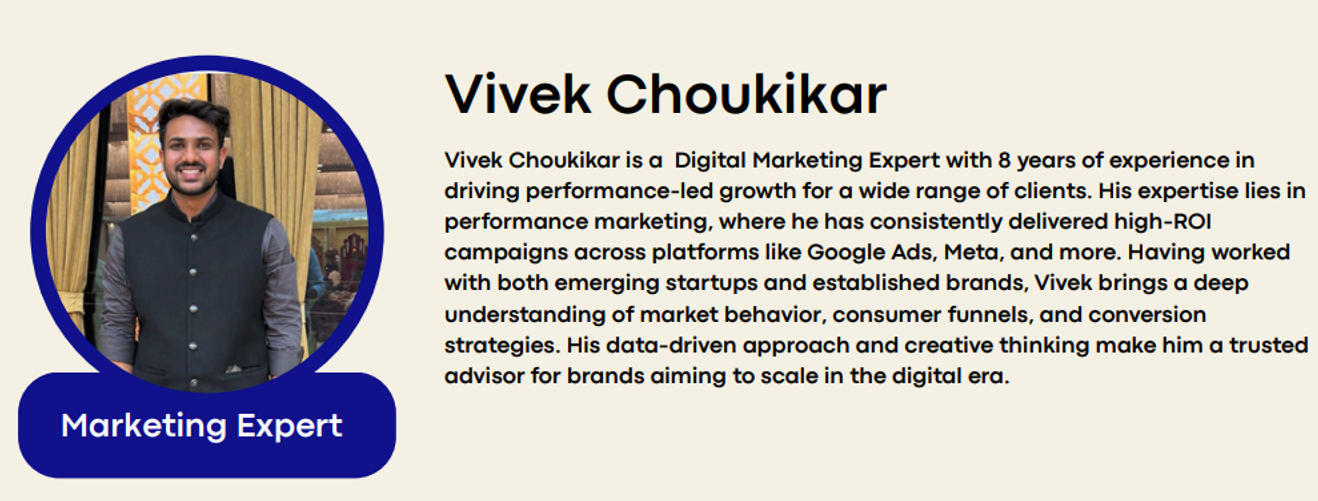 Vivek Choukikar
Vivek Choukikar is a  Digital Marketing Expert with 8 years of experience in
driving performance-led growth for a wide range of clients. His expertise lies in
performance marketing, where he has consistently delivered high-ROI
campaigns across platforms like Google Ads, Meta, and more. Having worked
with both emerging startups and established brands, Vivek brings a deep
understanding of market behavior, consumer funnels, and conversion
strategies. His data-driven approach and creative thinking make him a trusted
advisor for brands aiming to scale in the digital era.
Marketing Expert